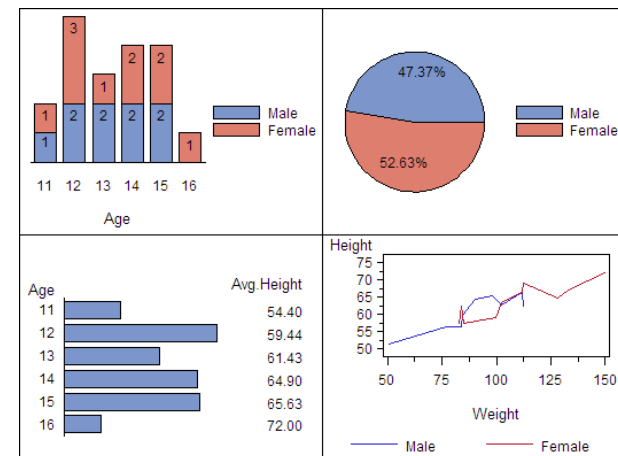 3
1
2
2
1
1
2
2
2
2
1
Male
Female
11 12 13 14 15 16
Age
47.37%
52.63%
Male
Female
Age Avg.Height
11 54.40
12 59.44
13 61.43
14 64.90
15 65.63
16 72.00
Height
75
70
65
60
55
50
50 75 100 125 150
Weight
Male Female